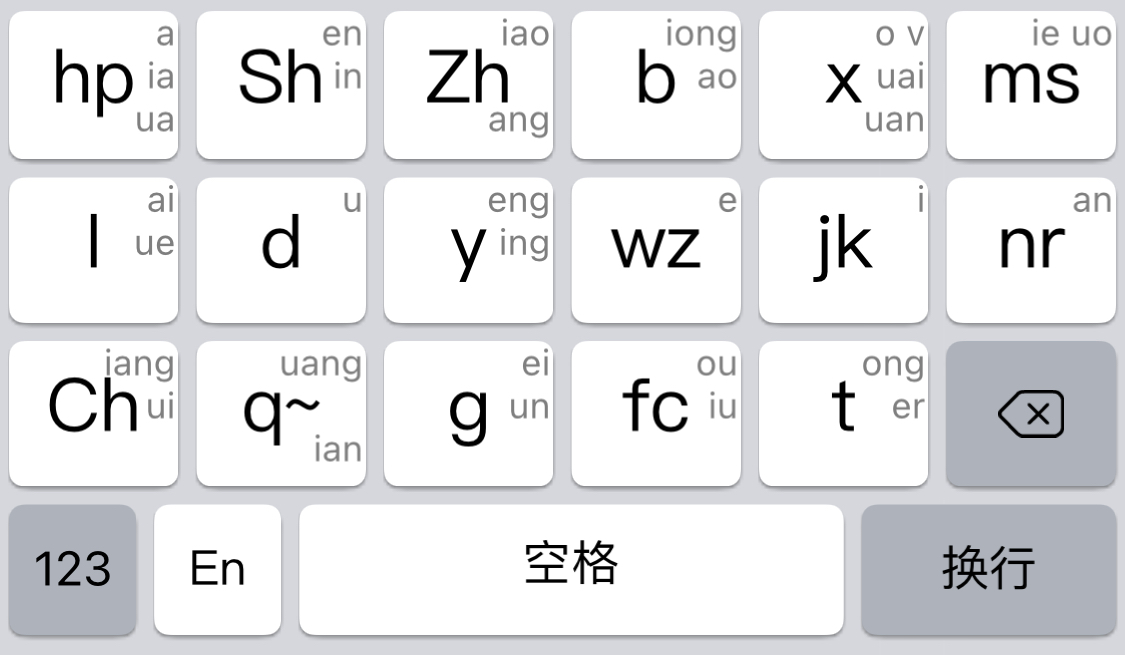 hp a ia ua
Sh en in
Zh iao ang
b iong ao
x o v uai uan
ms ie uo
l ai ue
d u
y eng ing
wz e
jk i
nr an
Ch iang ui
q~ uang ian
g ei un
fc ou iu
t ong er
123 En 空格 换行